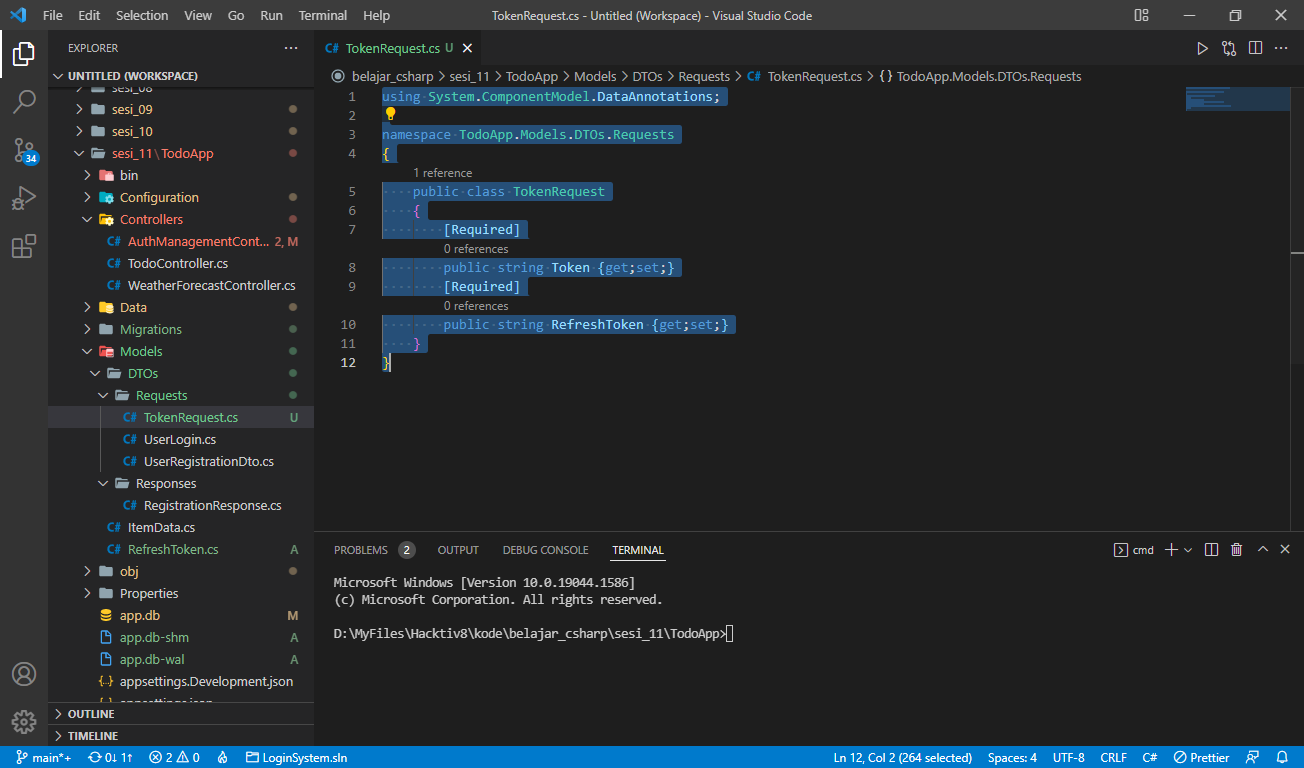 File Edit Selection View Go Run Terminal Help TokenRequest.cs - Untitled (Workspace) - Visual Studio Code
EXPLORER
UNTITLED (WORKSPACE)
sesi_08
sesi_09
sesi_10
sesi_11\TodoApp
bin
Configuration
Controllers
AuthManagementCont... 2, M
TodoController.cs
WeatherForecastController.cs
Data
Migrations
Models
DTOs
Requests
TokenRequest.cs U
UserLogin.cs
UserRegistrationDto.cs
Responses
RegistrationResponse.cs
ItemData.cs
RefreshToken.cs A
obj
Properties
app.db M
app.db-shm A
app.db-wal A
appsettings.Development.json
appsettings.json
OUTLINE
TIMELINE
34
TokenRequest.cs U
belajar_csharp > sesi_11 > TodoApp > Models > DTOs > Requests > C# TokenRequest.cs > {} TodoApp.Models.DTOs.Requests
1 using System.ComponentModel.DataAnnotations;
2
3 namespace TodoApp.Models.DTOs.Requests
4 {
1 reference
5 public class TokenRequest
6 {
7 [Required]
0 references
8 public string Token {get;set;}
9 [Required]
0 references
10 public string RefreshToken {get;set;}
11 }
12 }
PROBLEMS 2 OUTPUT DEBUG CONSOLE TERMINAL cmd
Microsoft Windows [Version 10.0.19044.1586]
(c) Microsoft Corporation. All rights reserved.
D:\MyFiles\Hacktiv8\kode\belajar_csharp\sesi_11\TodoApp>
main*+ 0↓ 1↑ 2 0 LoginSystem.sln Ln 12, Col 2 (264 selected) Spaces: 4 UTF-8 CRLF C# Prettier